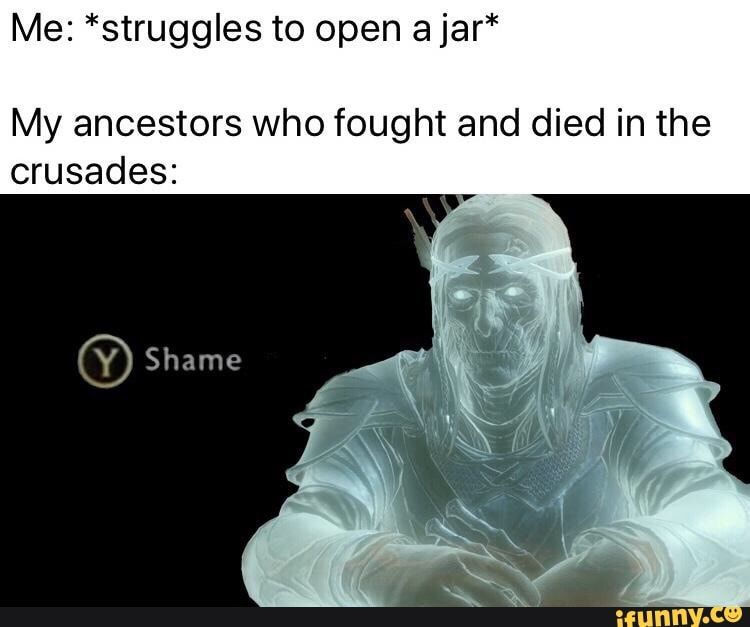 Me: *struggles to open a jar*
My ancestors who fought and died in the
crusades:
Y Shame
ifunny.co